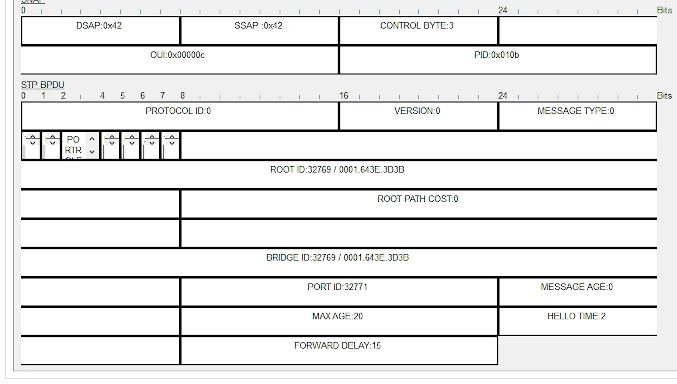 SNAP
0 24 Bits
DSAP:0x42 SSAP :0x42 CONTROL BYTE:3
OUI:0x00000c PID:0x010b
STP BPDU
0 1 2 4 5 6 7 8 16 24 Bits
PROTOCOL ID:0 VERSION:0 MESSAGE TYPE:0
PO
RTR
ROOT ID:32769 / 0001.643E.3D3B
ROOT PATH COST:0
BRIDGE ID:32769 / 0001.643E.3D3B
PORT ID:32771 MESSAGE AGE:0
MAX AGE:20 HELLO TIME:2
FORWARD DELAY:15